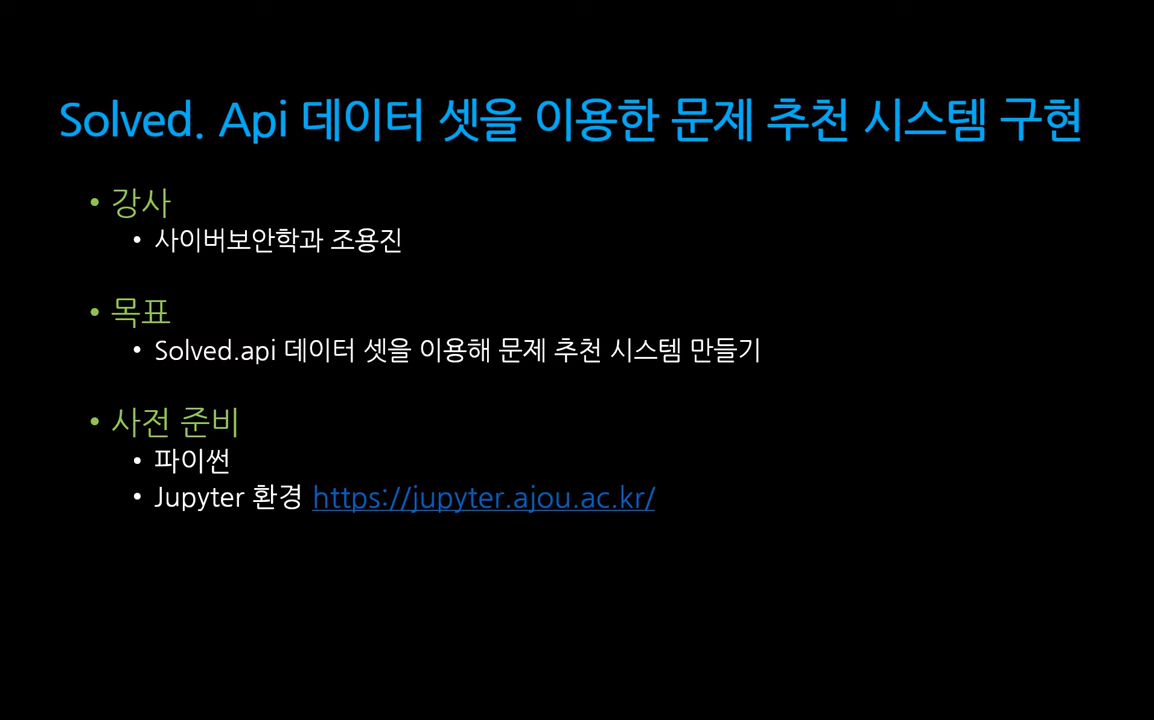 Solved. Api 데이터 셋을 이용한 문제 추천 시스템 구현
• 강사
• 사이버보안학과 조용진
• 목표
• Solved.api 데이터 셋을 이용해 문제 추천 시스템 만들기
• 사전 준비
• 파이썬
• Jupyter 환경 https://jupyter.ajou.ac.kr/